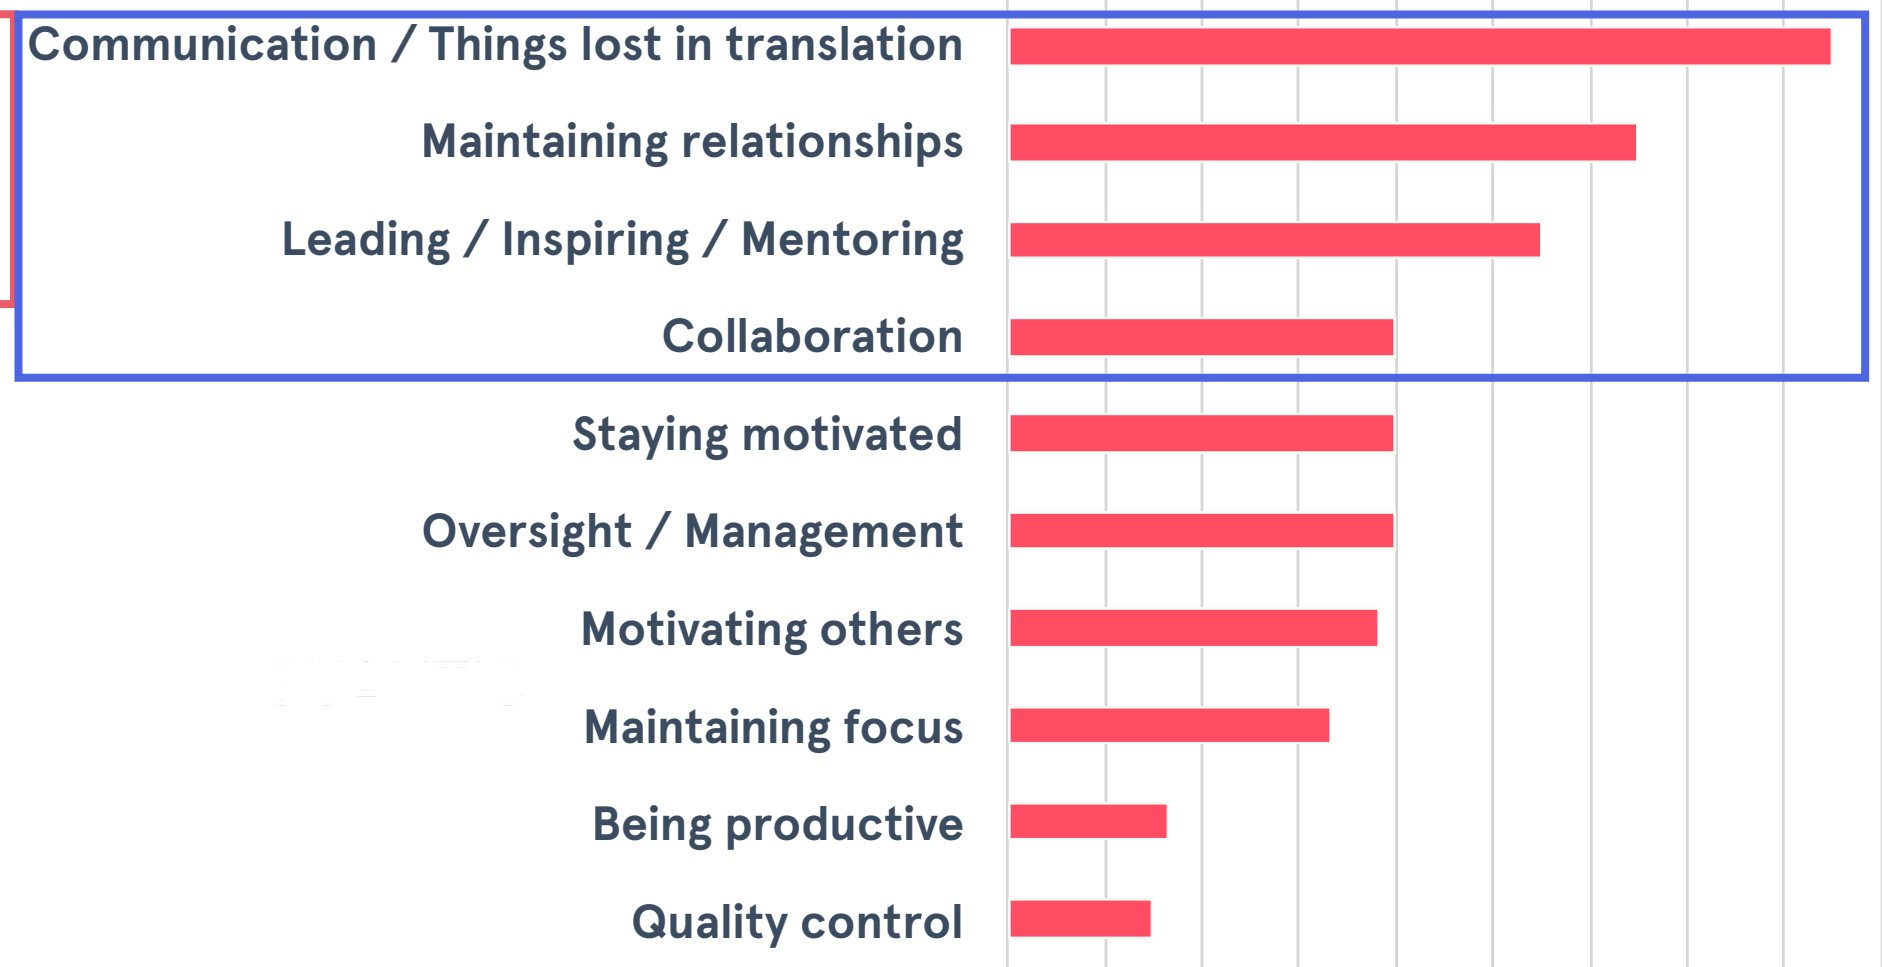 Communication / Things lost in translation
Maintaining relationships
Leading / Inspiring / Mentoring
Collaboration
Staying motivated
Oversight / Management
Motivating others
Maintaining focus
Being productive
Quality control